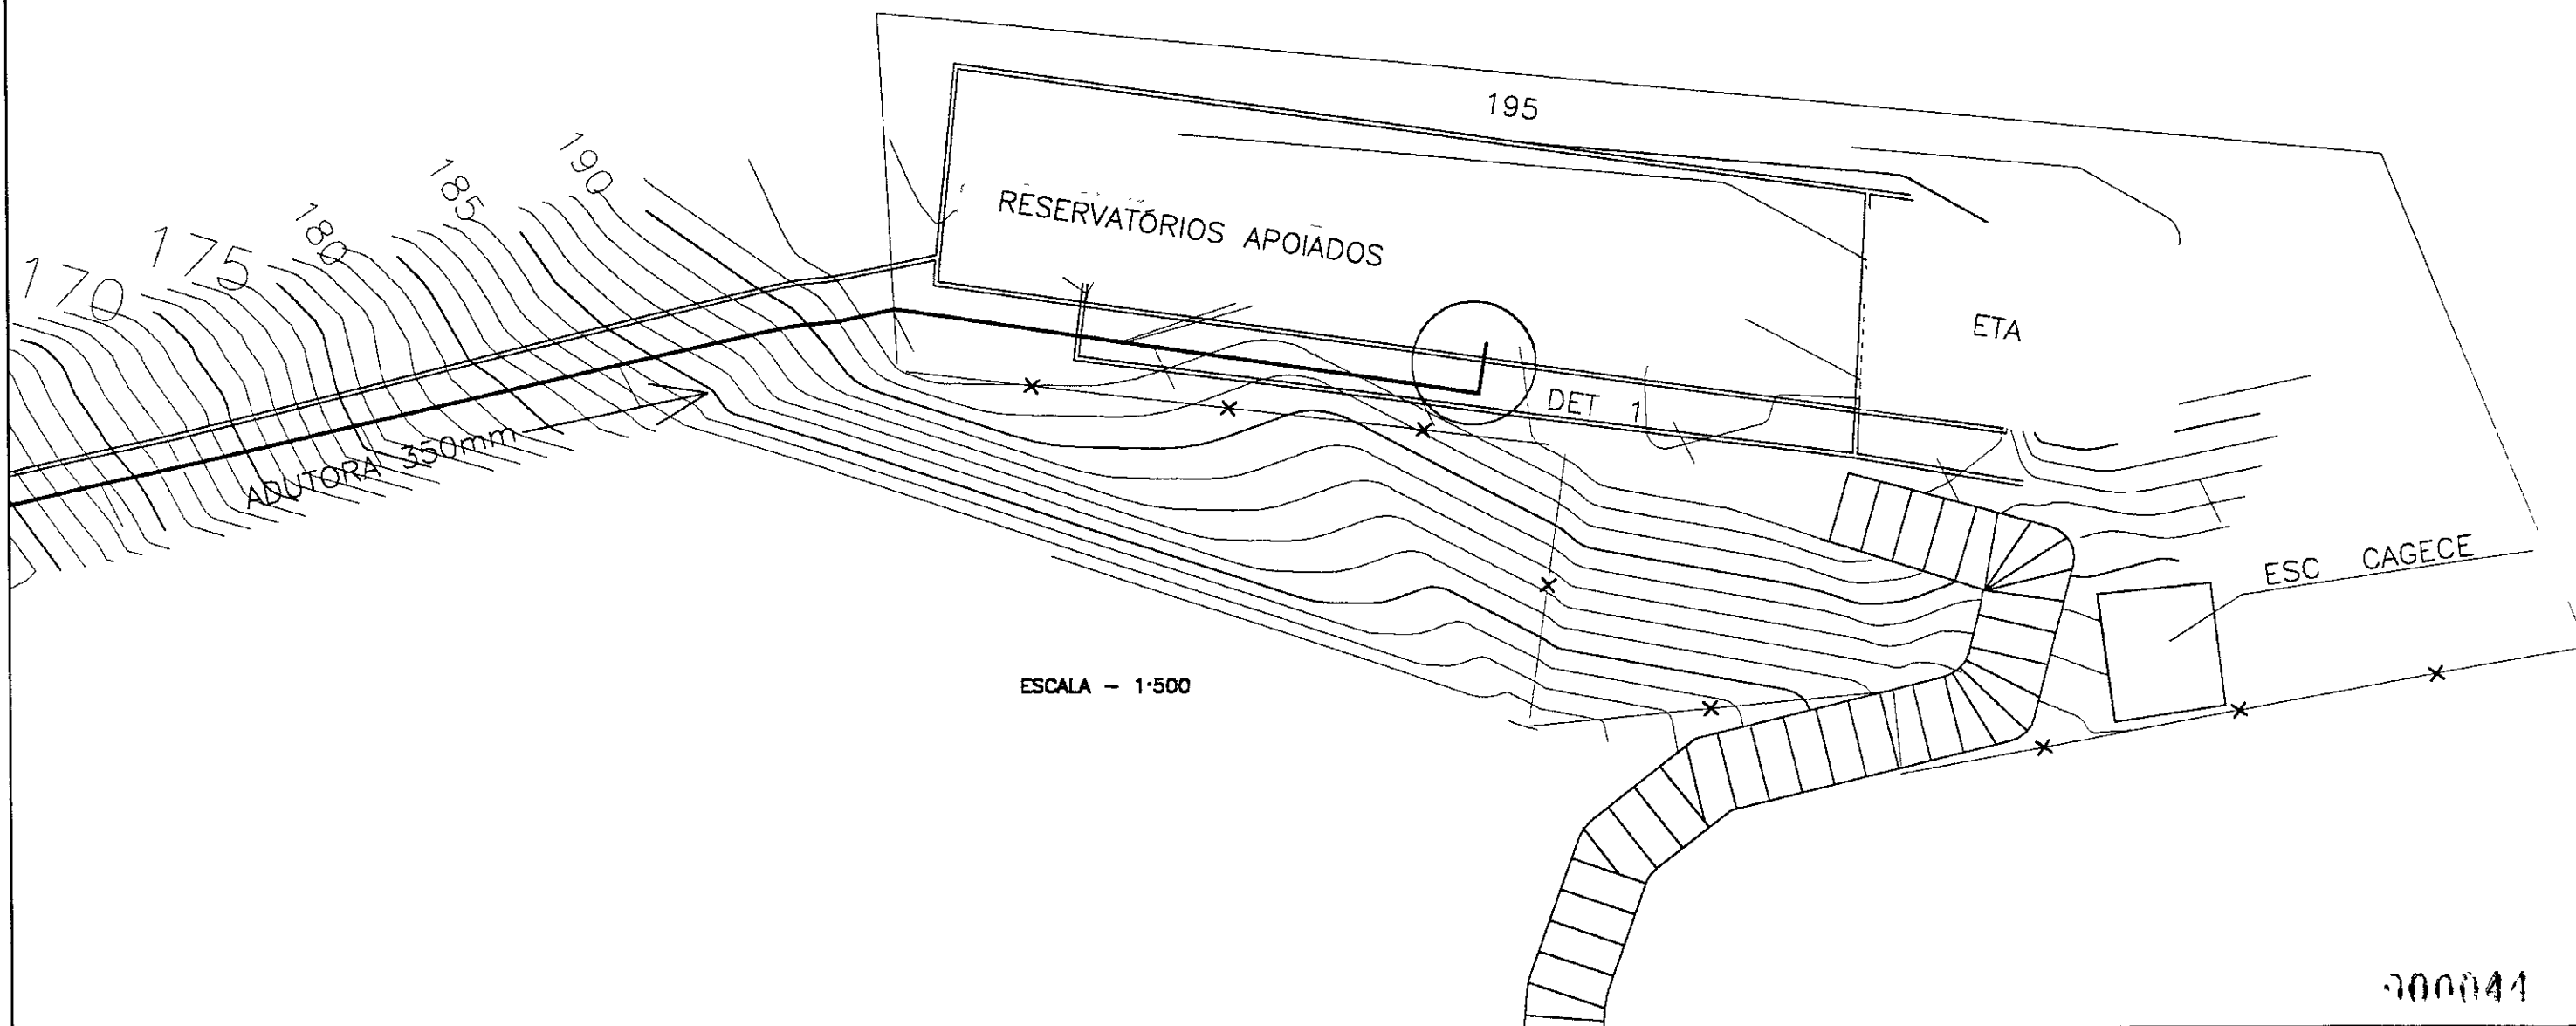 195
190
185
180
175
170
RESERVATÓRIOS APOIADOS
ETA
DET 1
ADUTORA 350mm
ESC CAGECE
ESCALA - 1:500